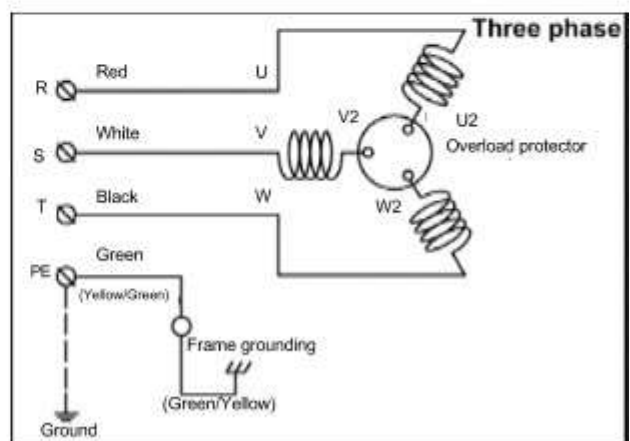 Three phase
R Red U
V2 U2
S White V Overload protector
T Black W W2
Green
PE
(Yellow/Green)
Frame grounding
(Green/Yellow)
Ground